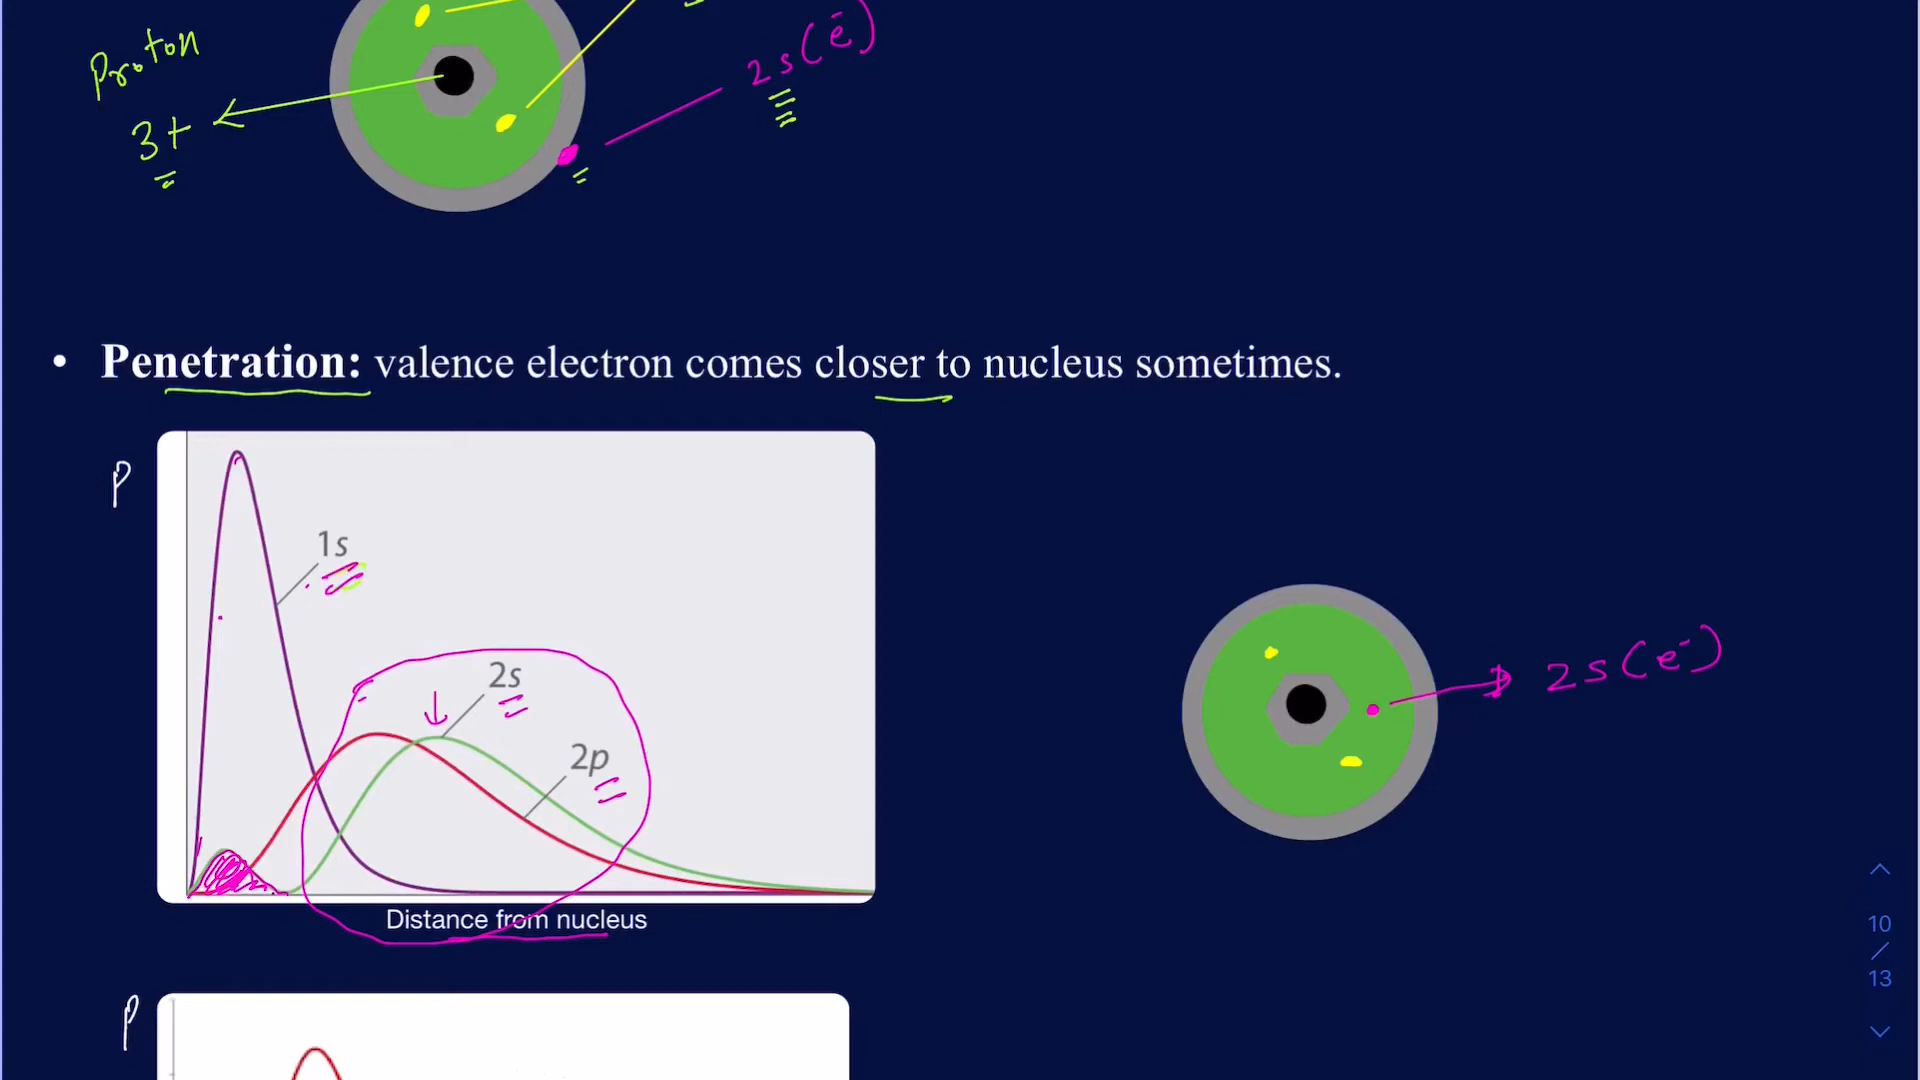 Proton
3+
2s(e⁻)
• Penetration: valence electron comes closer to nucleus sometimes.
P
1s
2s
2p
2s(e⁻)
Distance from nucleus
10
/
13
P